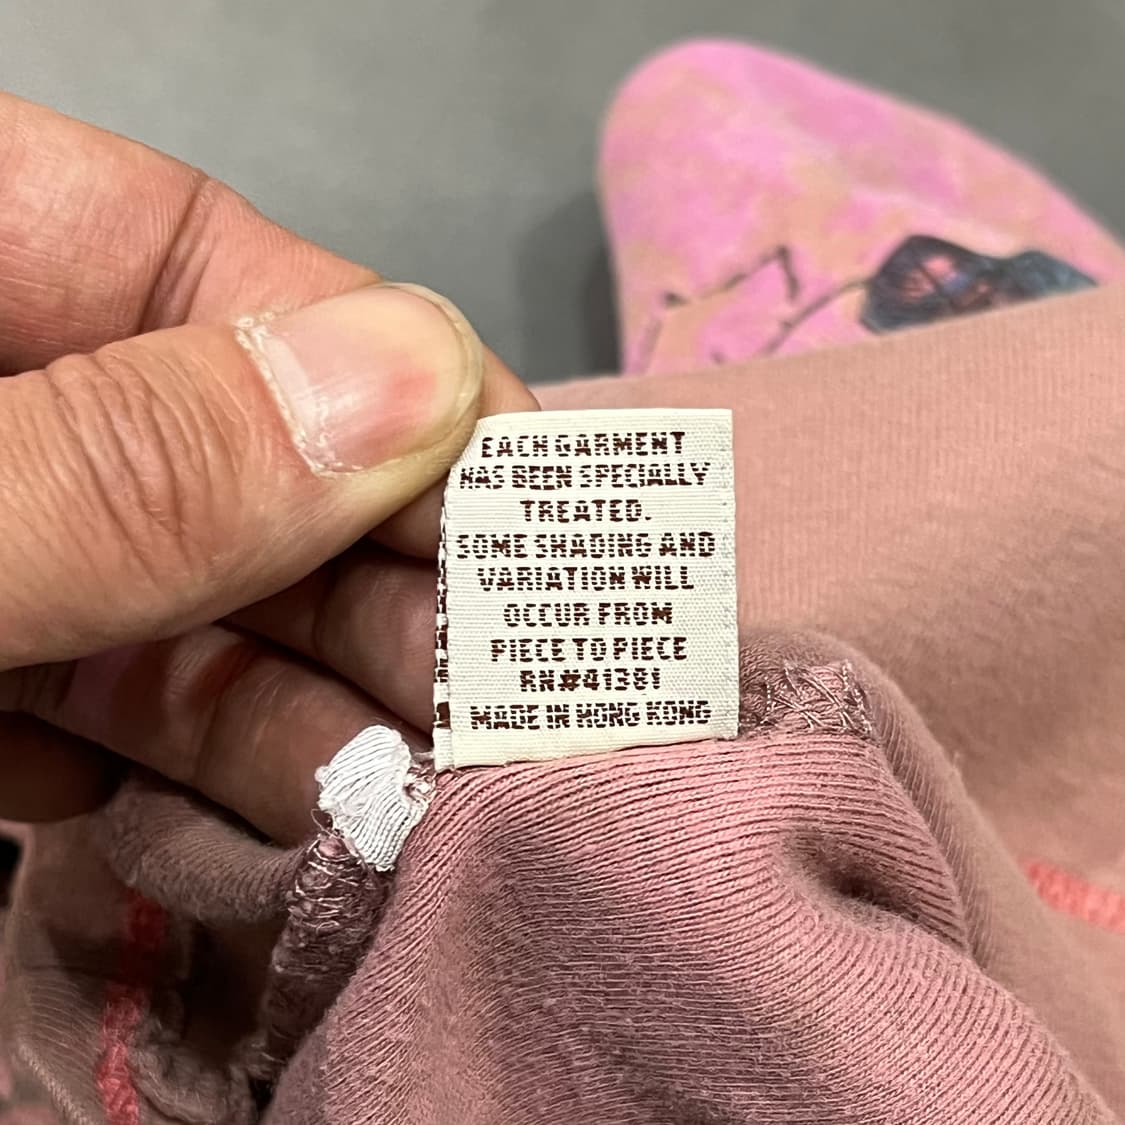 EACH GARMENT
HAS BEEN SPECIALLY
TREATED.
SOME SHADING AND
VARIATION WILL
OCCUR FROM
PIECE TO PIECE
RN#41381
MADE IN HONG KONG